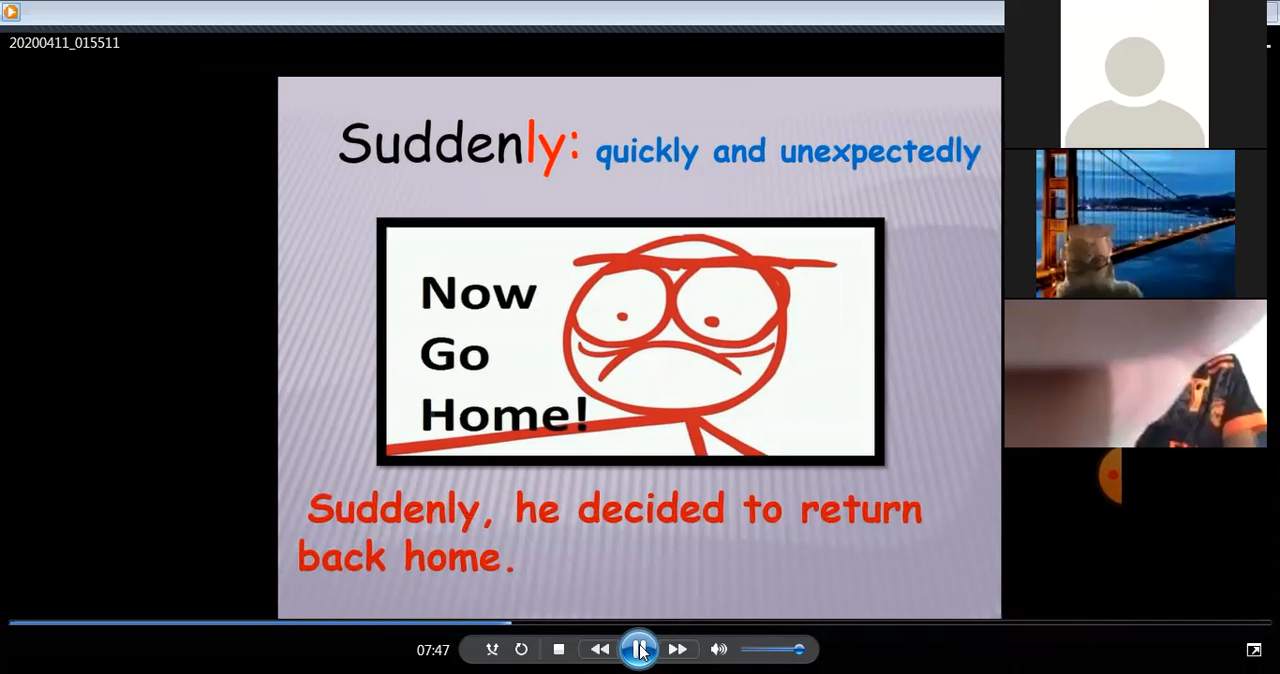 20200411_015511
Suddenly: quickly and unexpectedly
Now
Go
Home!
Suddenly, he decided to return
back home.
07:47